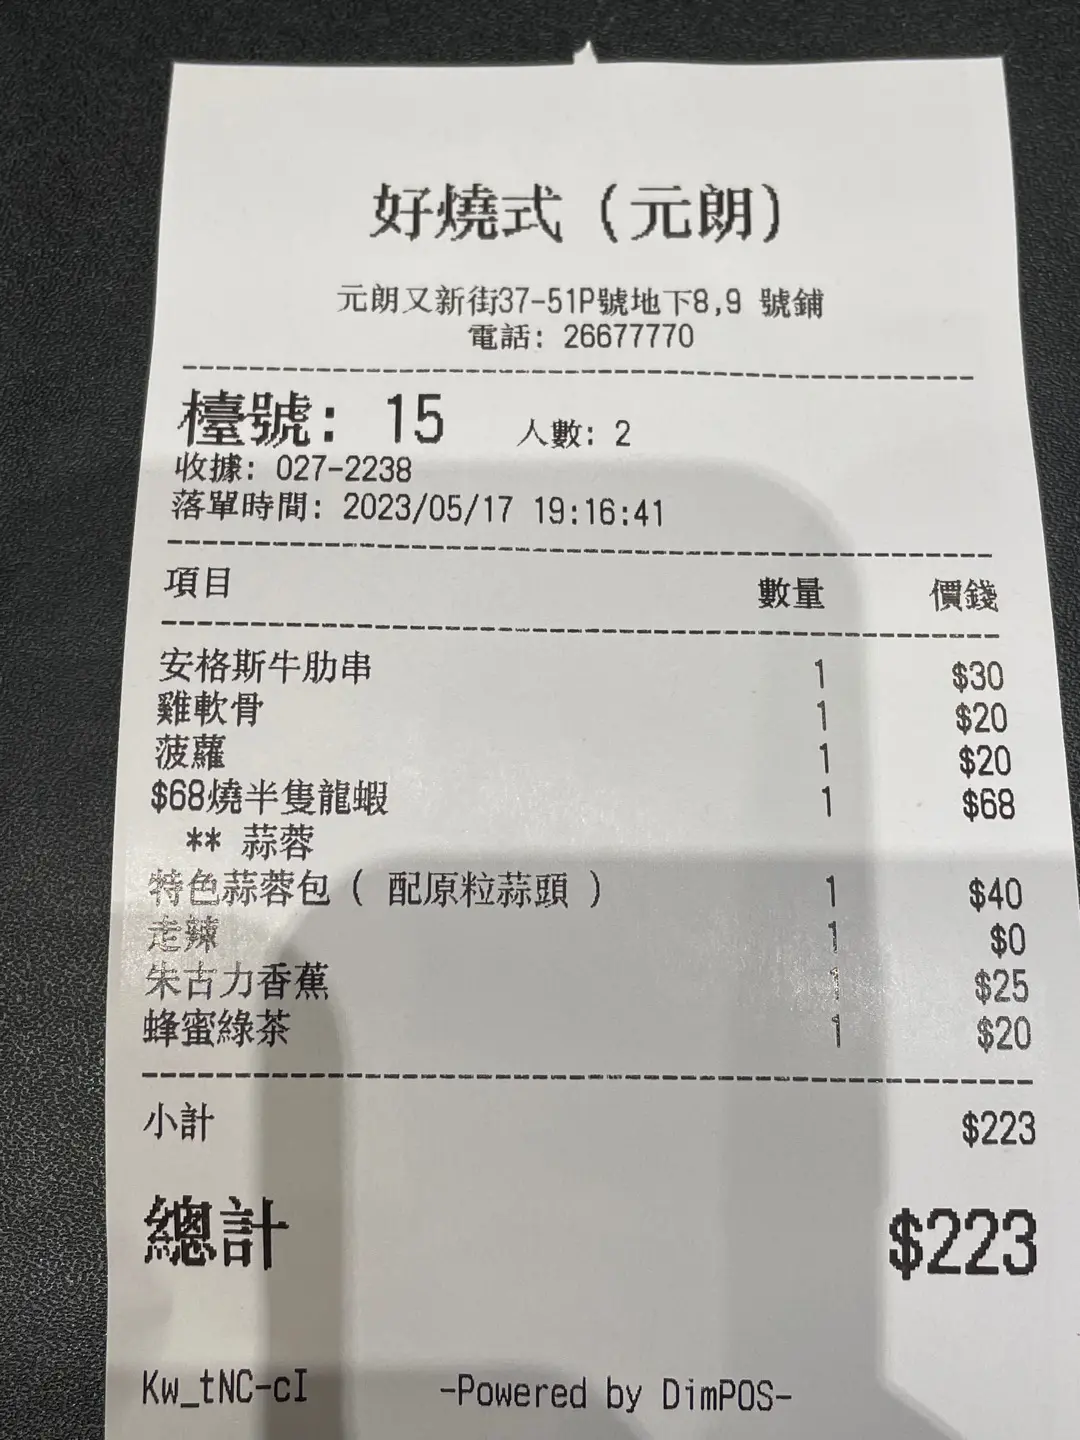 好燒式（元朗）
元朗又新街37-51P號地下8,9 號鋪
電話: 26677770
檯號: 15 人數: 2
收據: 027-2238
落單時間: 2023/05/17 19:16:41
項目 數量 價錢
安格斯牛肋串 1 $30
雞軟骨 1 $20
菠蘿 1 $20
$68燒半隻龍蝦 1 $68
** 蒜蓉
特色蒜蓉包（配原粒蒜頭） 1 $40
走辣 1 $0
朱古力香蕉 1 $25
蜂蜜綠茶 1 $20
小計 $223
總計 $223
Kw_tNC-cI -Powered by DimPOS-